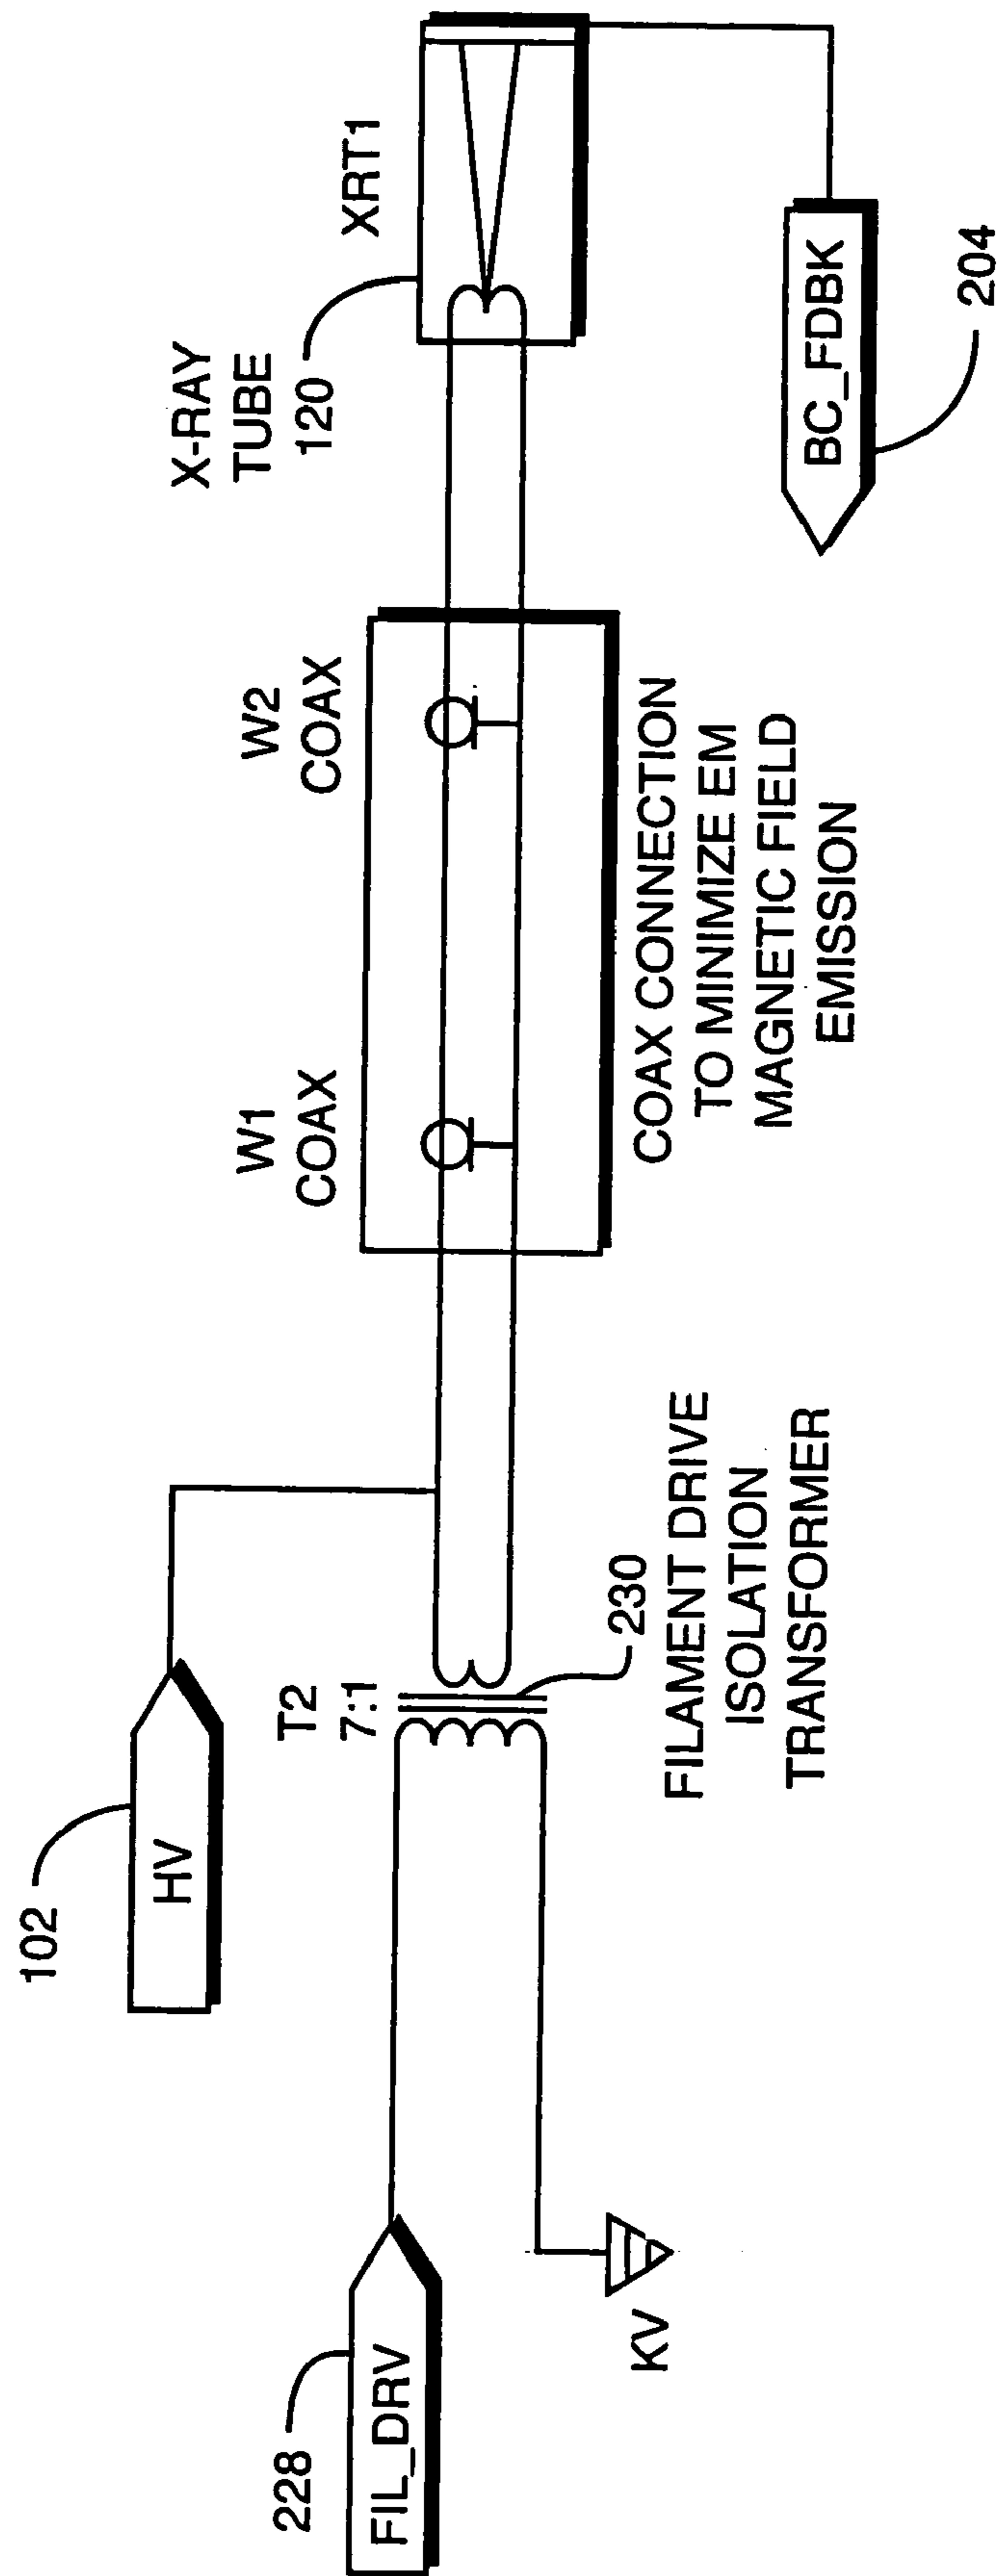 102
HV
228
FIL_DRV
KV
T2
7:1
230
FILAMENT DRIVE
ISOLATION
TRANSFORMER
W1
COAX
W2
COAX
COAX CONNECTION
TO MINIMIZE EM
MAGNETIC FIELD
EMISSION
X-RAY
TUBE
120
XRT1
BC_FDBK
204